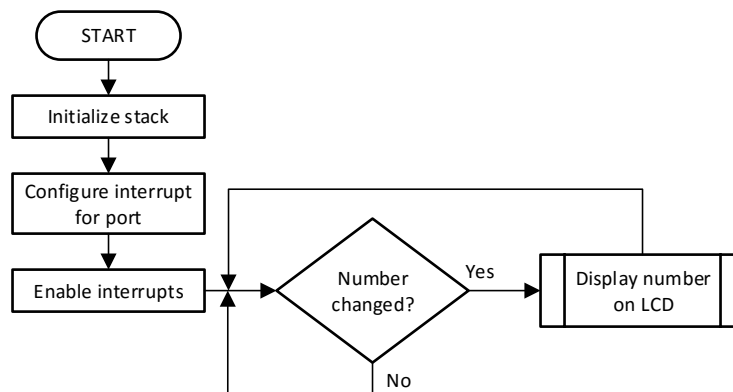 START
Initialize stack
Configure interrupt
for port
Enable interrupts
Number
changed?
Yes
Display number
on LCD
No